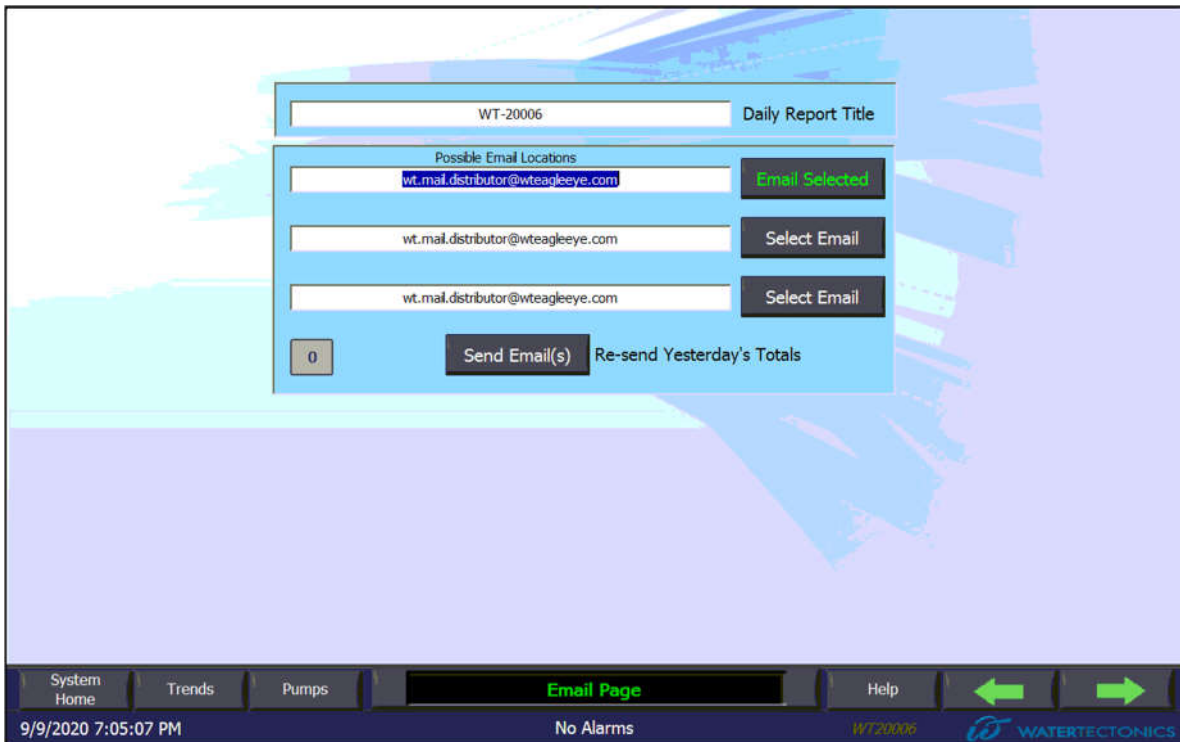 WT-20006 Daily Report Title
Possible Email Locations
wt.mail.distributor@wteagleeye.com Email Selected
wt.mail.distributor@wteagleeye.com Select Email
wt.mail.distributor@wteagleeye.com Select Email
0 Send Email(s) Re-send Yesterday's Totals
System
Home Trends Pumps Email Page Help
9/9/2020 7:05:07 PM No Alarms WT20006 WATERTECTONICS